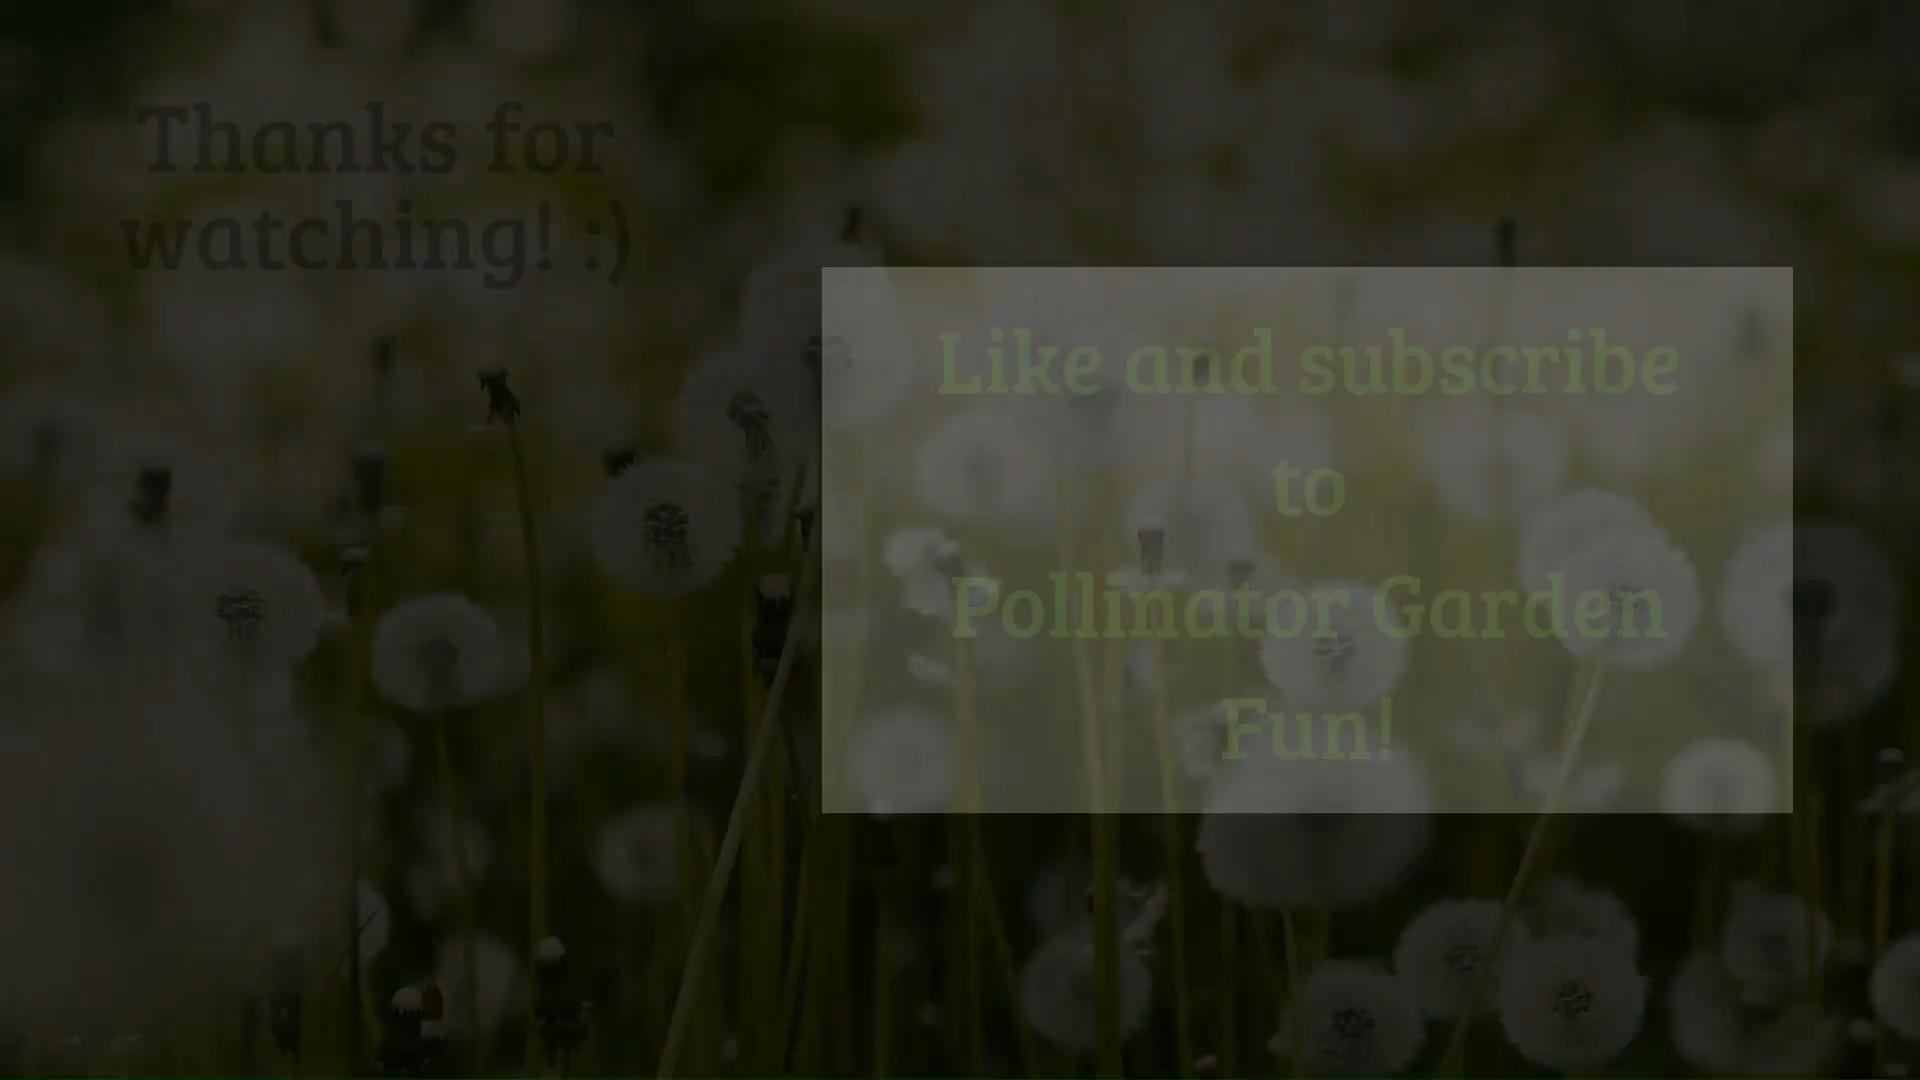 Thanks for
watching! :)
Like and subscribe
to
Pollinator Garden
Fun!